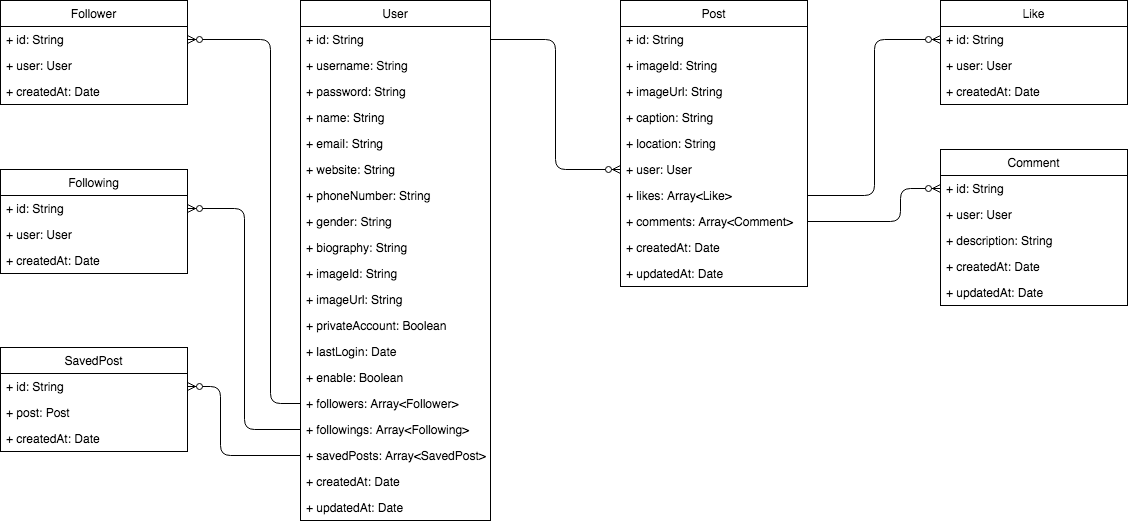 Follower
+ id: String
+ user: User
+ createdAt: Date
Following
+ id: String
+ user: User
+ createdAt: Date
SavedPost
+ id: String
+ post: Post
+ createdAt: Date
User
+ id: String
+ username: String
+ password: String
+ name: String
+ email: String
+ website: String
+ phoneNumber: String
+ gender: String
+ biography: String
+ imageId: String
+ imageUrl: String
+ privateAccount: Boolean
+ lastLogin: Date
+ enable: Boolean
+ followers: Array<Follower>
+ followings: Array<Following>
+ savedPosts: Array<SavedPost>
+ createdAt: Date
+ updatedAt: Date
Post
+ id: String
+ imageId: String
+ imageUrl: String
+ caption: String
+ location: String
+ user: User
+ likes: Array<Like>
+ comments: Array<Comment>
+ createdAt: Date
+ updatedAt: Date
Like
+ id: String
+ user: User
+ createdAt: Date
Comment
+ id: String
+ user: User
+ description: String
+ createdAt: Date
+ updatedAt: Date